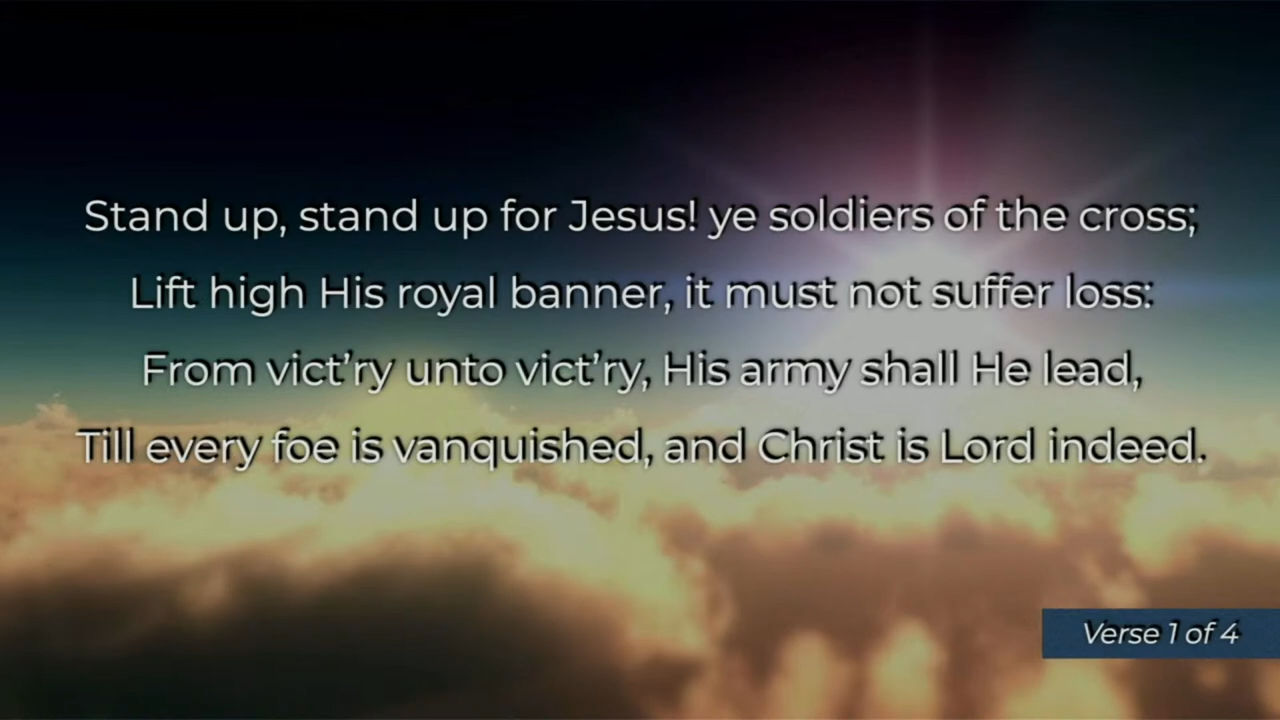 Stand up, stand up for Jesus! ye soldiers of the cross;
Lift high His royal banner, it must not suffer loss:
From vict’ry unto vict’ry, His army shall He lead,
Till every foe is vanquished, and Christ is Lord indeed.
Verse 1 of 4